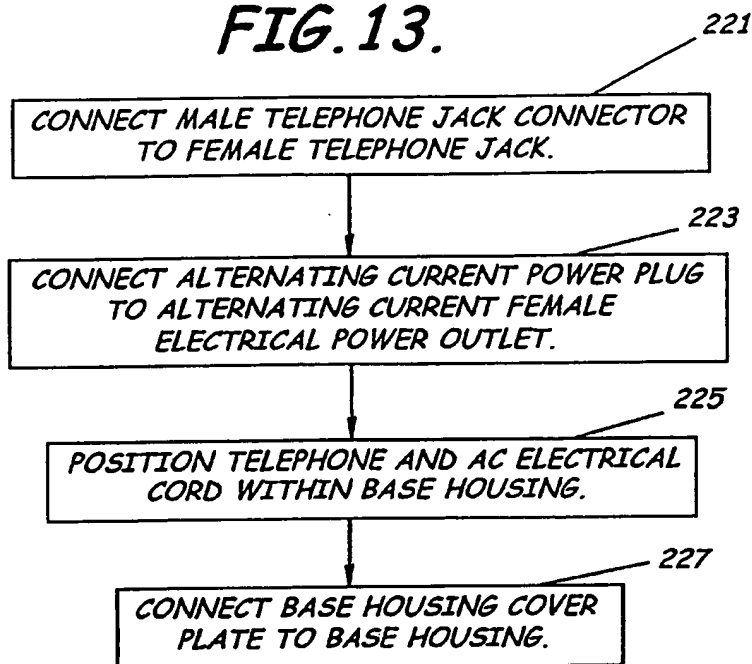 FIG. 13.
221
CONNECT MALE TELEPHONE JACK CONNECTOR
TO FEMALE TELEPHONE JACK.
223
CONNECT ALTERNATING CURRENT POWER PLUG
TO ALTERNATING CURRENT FEMALE
ELECTRICAL POWER OUTLET.
225
POSITION TELEPHONE AND AC ELECTRICAL
CORD WITHIN BASE HOUSING.
227
CONNECT BASE HOUSING COVER
PLATE TO BASE HOUSING.